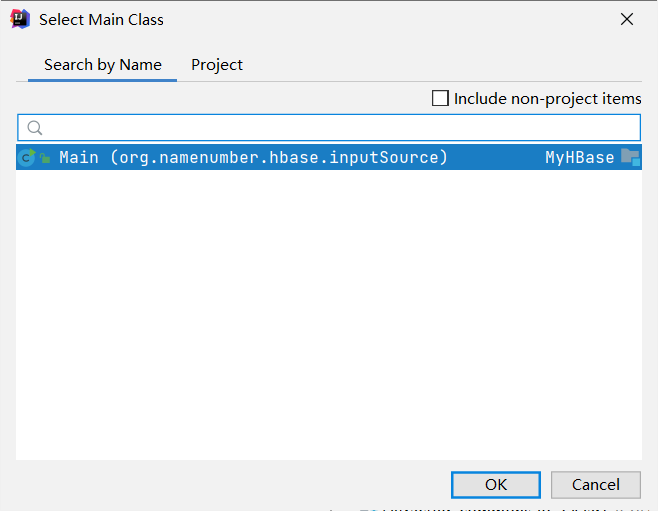 Select Main Class
Search by Name Project
Include non-project items
Main (org.namenumber.hbase.inputSource) MyHBase
OK Cancel